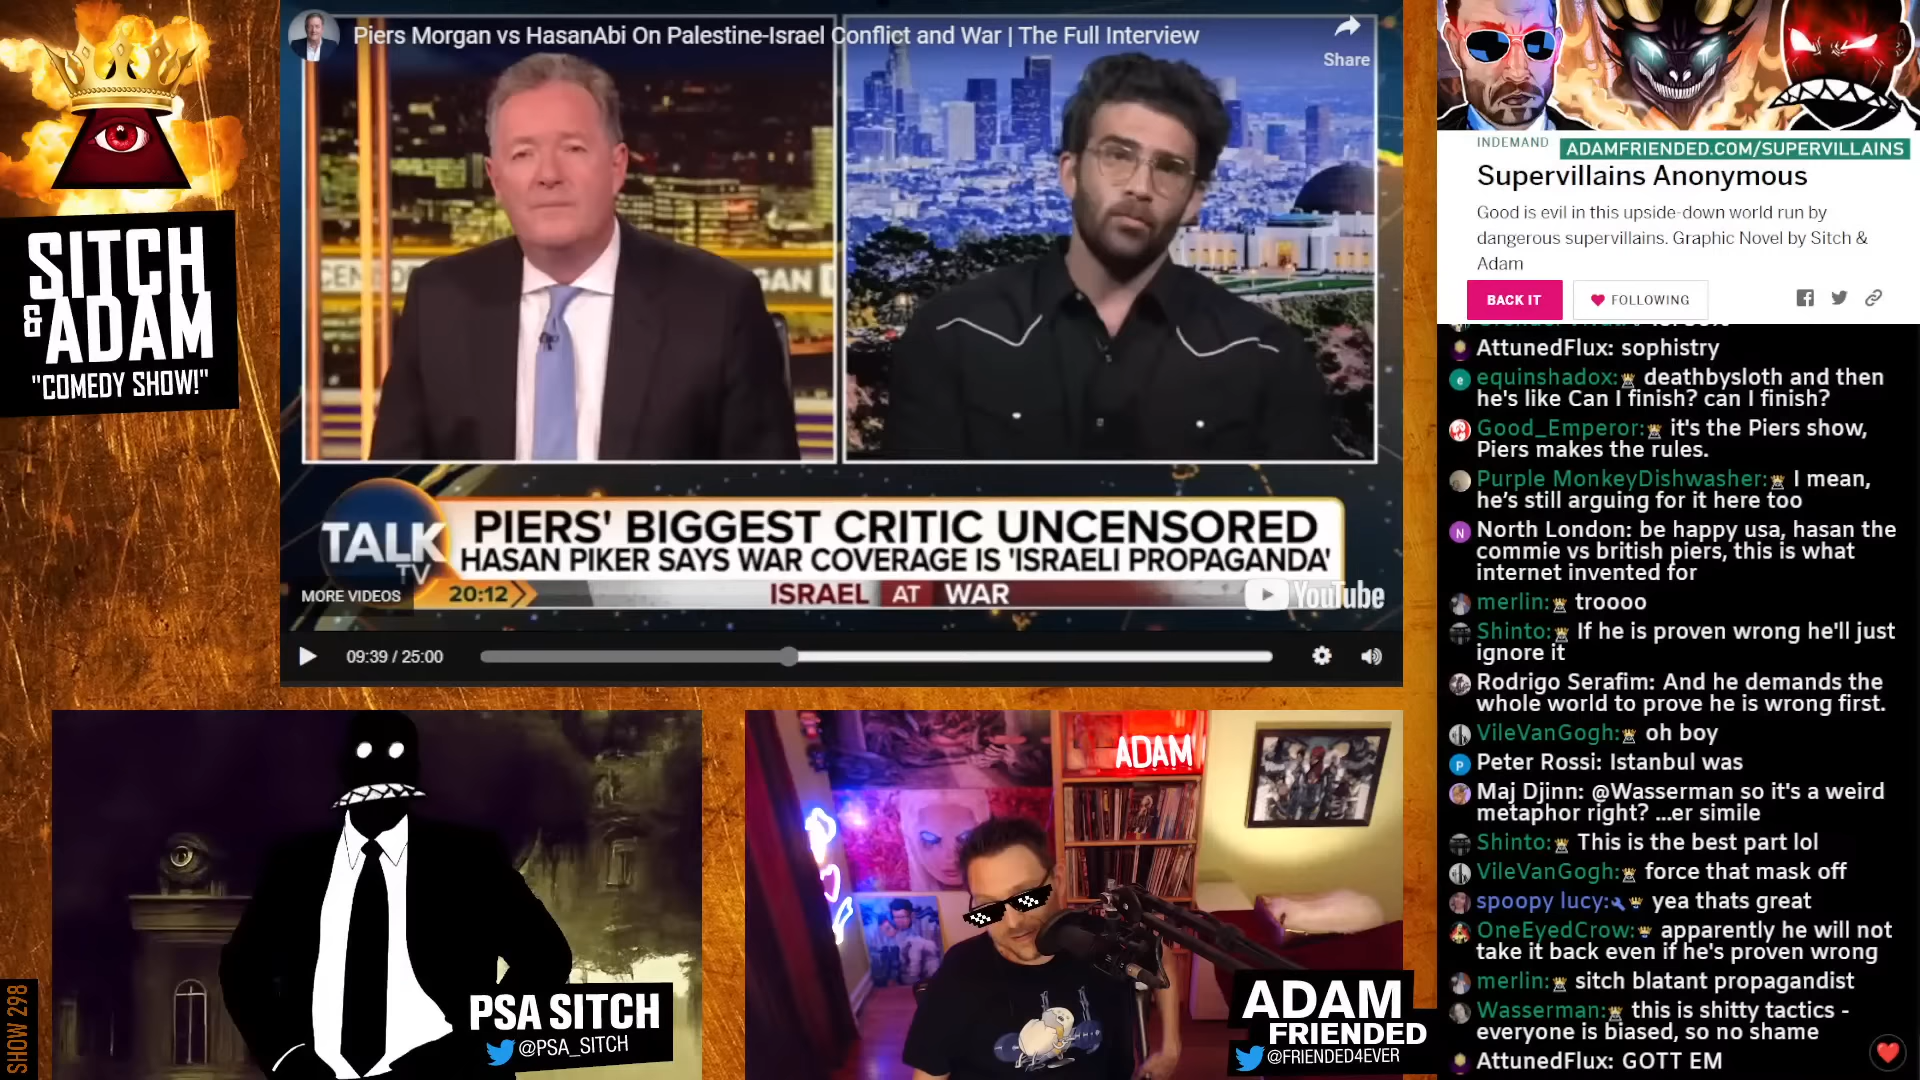 SITCH
& ADAM
"COMEDY SHOW!"
SHOW 298
Piers Morgan vs HasanAbi On Palestine-Israel Conflict and War | The Full Interview
Share
TALK
TV
PIERS' BIGGEST CRITIC UNCENSORED
HASAN PIKER SAYS WAR COVERAGE IS 'ISRAELI PROPAGANDA'
MORE VIDEOS
20:12
ISRAEL AT WAR
YouTube
09:39 / 25:00
PSA SITCH
@PSA_SITCH
ADAM
ADAM
FRIENDED
@FRIENDED4EVER
INDEMAND
ADAMFRIENDED.COM/SUPERVILLAINS
Supervillains Anonymous
Good is evil in this upside-down world run by
dangerous supervillains. Graphic Novel by Sitch &
Adam
BACK IT
FOLLOWING
AttunedFlux: sophistry
equinshadox: deathbysloth and then
he's like Can I finish? can I finish?
Good_Emperor: it's the Piers show,
Piers makes the rules.
Purple MonkeyDishwasher: I mean,
he's still arguing for it here too
North London: be happy usa, hasan the
commie vs british piers, this is what
internet invented for
merlin: troooo
Shinto: If he is proven wrong he'll just
ignore it
Rodrigo Serafim: And he demands the
whole world to prove he is wrong first.
VileVanGogh: oh boy
Peter Rossi: Istanbul was
Maj Djinn: @Wasserman so it's a weird
metaphor right? ...er simile
Shinto: This is the best part lol
VileVanGogh: force that mask off
spoopy lucy: yea thats great
OneEyedCrow: apparently he will not
take it back even if he's proven wrong
merlin: sitch blatant propagandist
Wasserman: this is shitty tactics -
everyone is biased, so no shame
AttunedFlux: GOTT EM